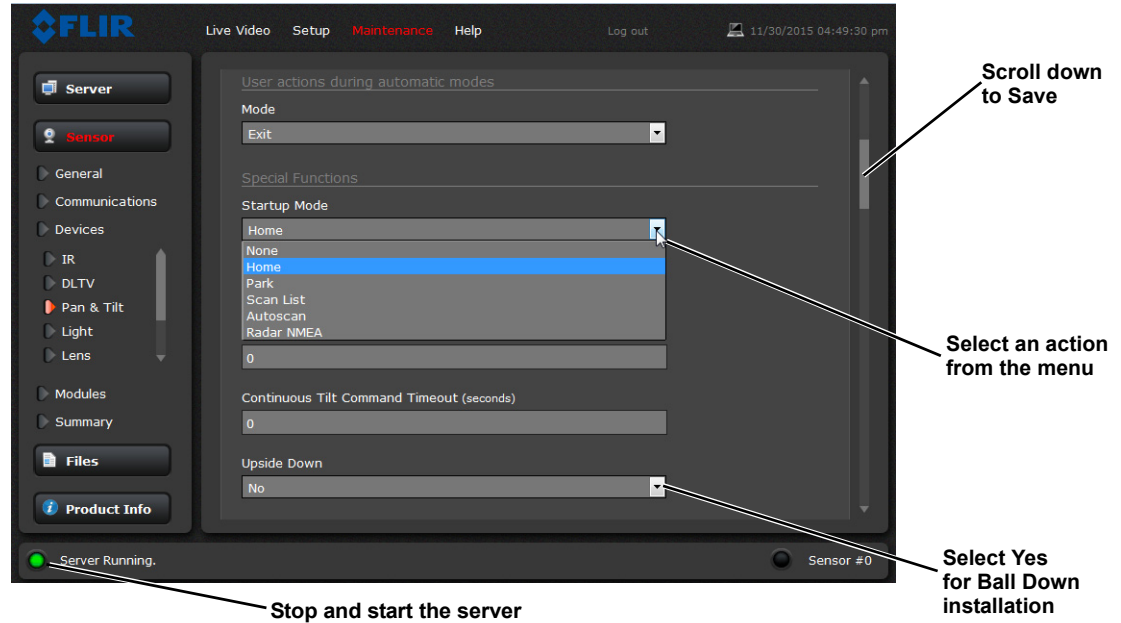 FLIR
Live Video Setup Maintenance Help Log out 11/30/2015 04:49:30 pm
Server
Sensor
General
Communications
Devices
IR
DLTV
Pan & Tilt
Light
Lens
Modules
Summary
Files
Product Info
User actions during automatic modes
Mode
Exit
Special Functions
Startup Mode
Home
None
Home
Park
Scan List
Autoscan
Radar NMEA
0
Continuous Tilt Command Timeout (seconds)
0
Upside Down
No
Server Running.
Sensor #0
Scroll down
to Save
Select an action
from the menu
Select Yes
for Ball Down
installation
Stop and start the server